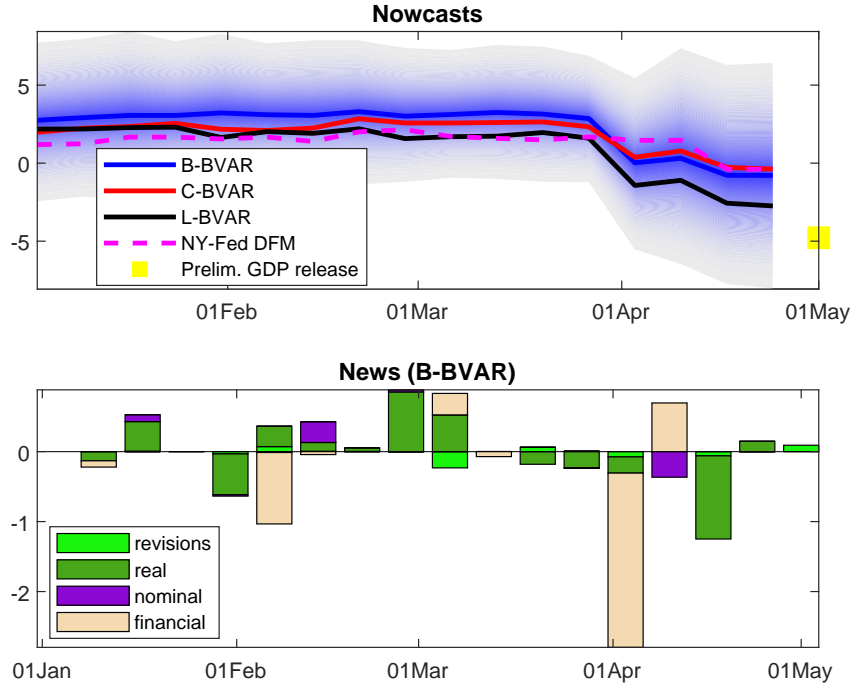 Nowcasts
5
0
-5
B-BVAR
C-BVAR
L-BVAR
NY-Fed DFM
Prelim. GDP release
01Feb 01Mar 01Apr 01May
News (B-BVAR)
0
-1
-2
revisions
real
nominal
financial
01Jan 01Feb 01Mar 01Apr 01May